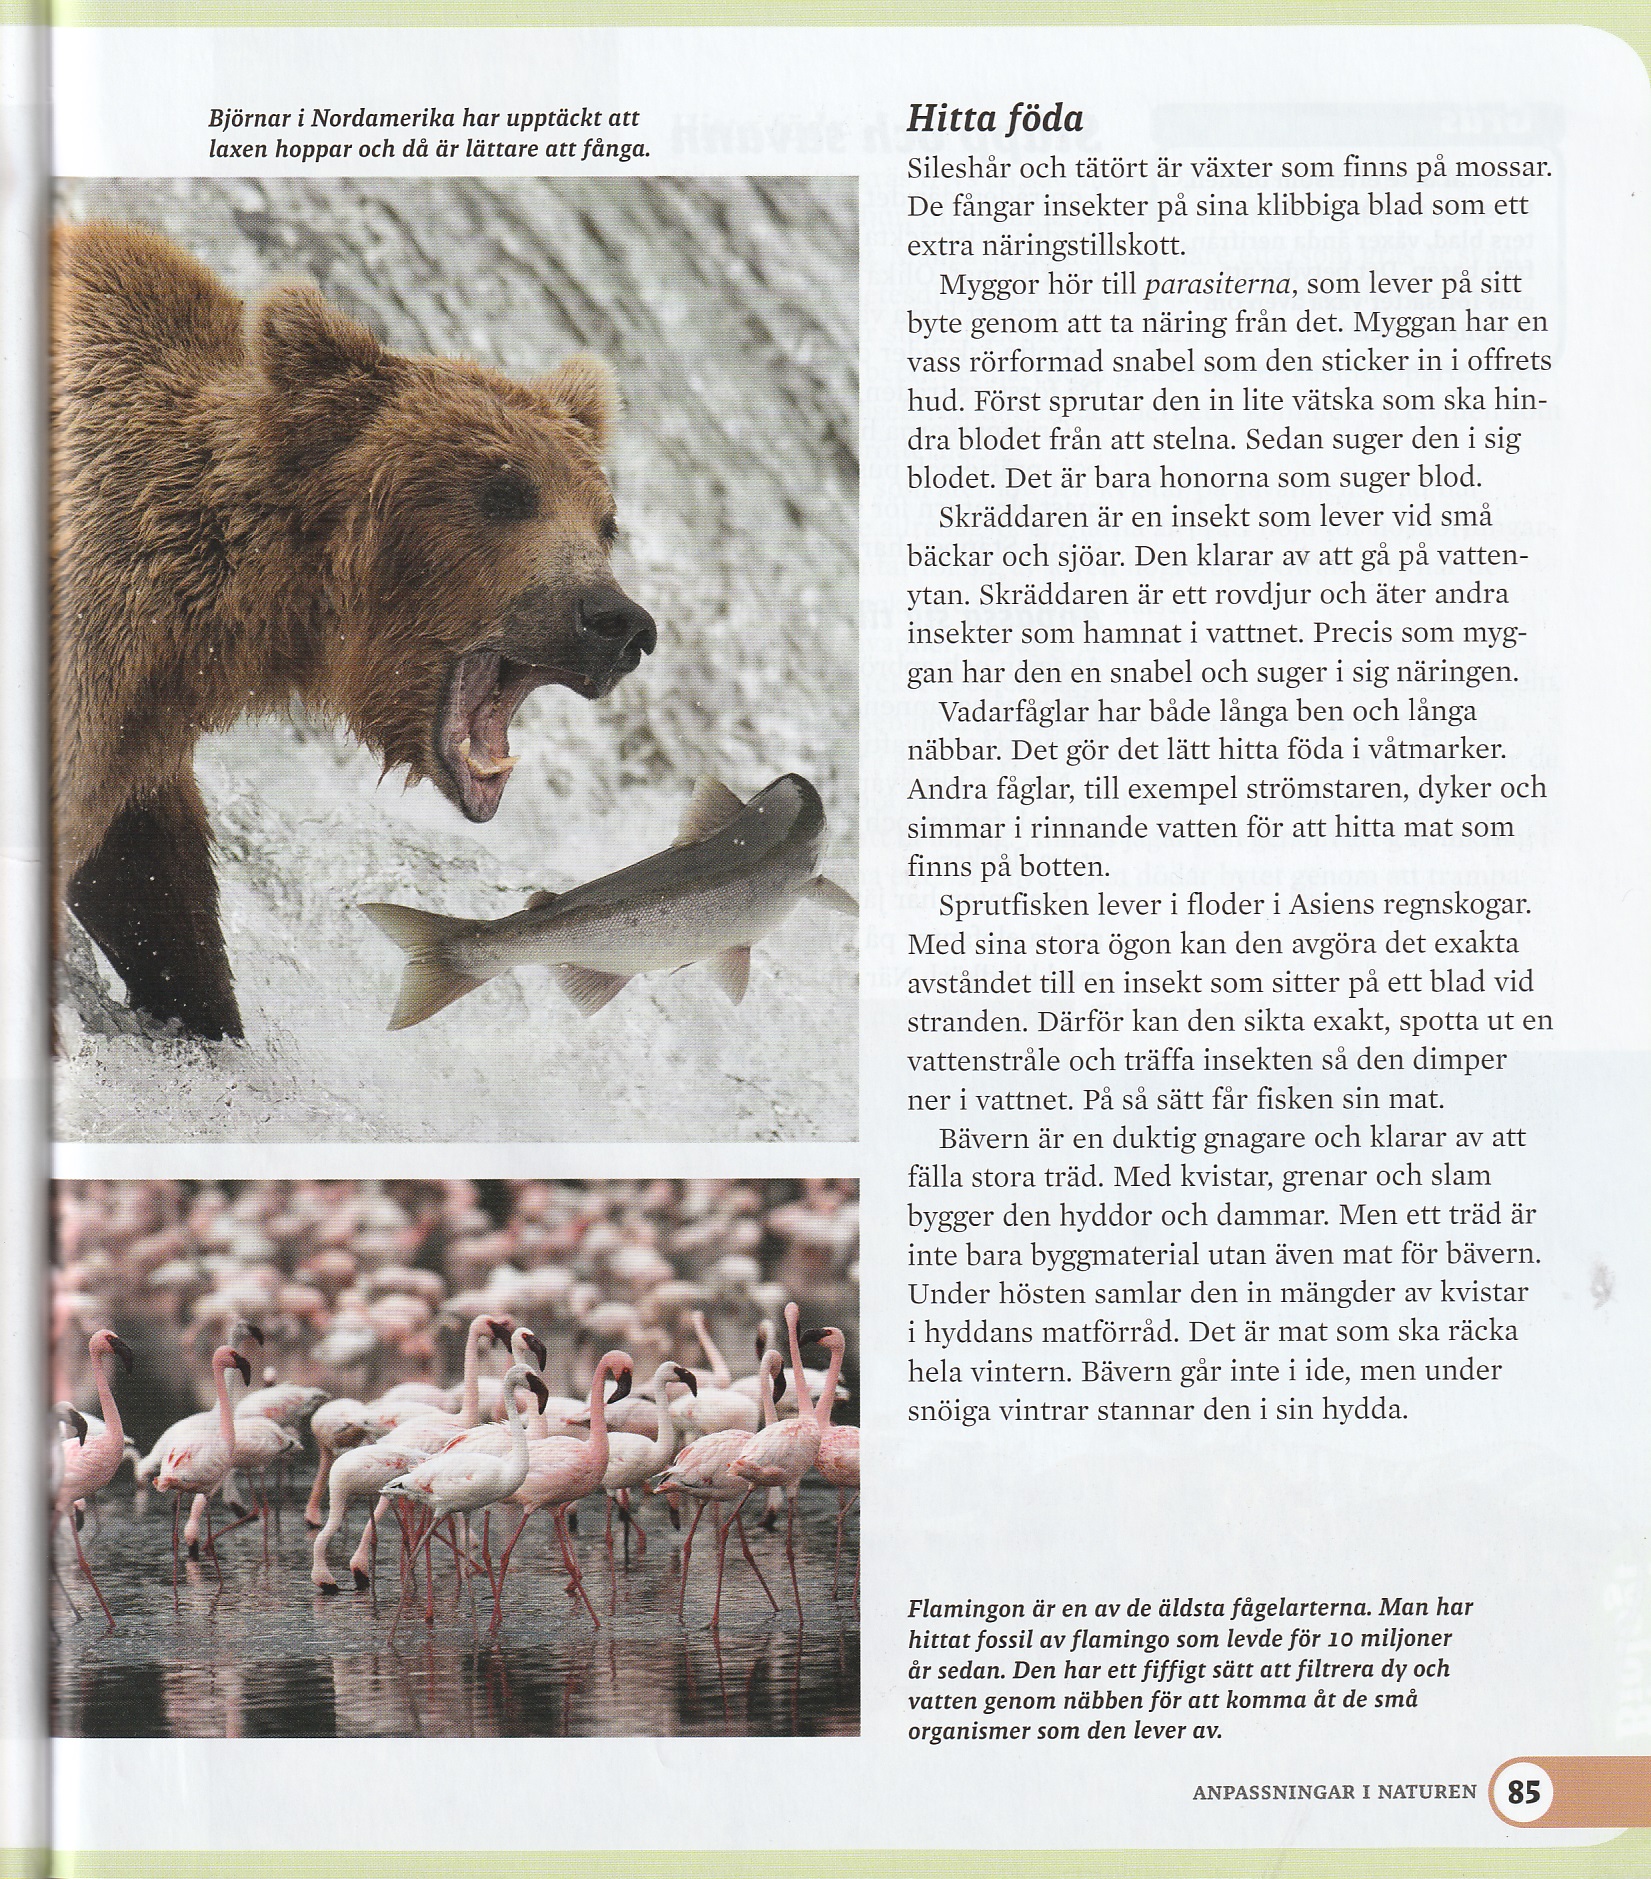 Björnar i Nordamerika har upptäckt att
laxen hoppar och då är lättare att fånga.
Hitta föda
Sileshår och tätört är växter som finns på mossar.
De fångar insekter på sina klibbiga blad som ett
extra näringstillskott.
Myggor hör till parasiterna, som lever på sitt
byte genom att ta näring från det. Myggan har en
vass rörformad snabel som den sticker in i offrets
hud. Först sprutar den in lite vätska som ska hin-
dra blodet från att stelna. Sedan suger den i sig
blodet. Det är bara honorna som suger blod.
Skräddaren är en insekt som lever vid små
bäckar och sjöar. Den klarar av att gå på vatten-
ytan. Skräddaren är ett rovdjur och äter andra
insekter som hamnat i vattnet. Precis som myg-
gan har den en snabel och suger i sig näringen.
Vadarfåglar har både långa ben och långa
näbbar. Det gör det lätt hitta föda i våtmarker.
Andra fåglar, till exempel strömstaren, dyker och
simmar i rinnande vatten för att hitta mat som
finns på botten.
Sprutfisken lever i floder i Asiens regnskogar.
Med sina stora ögon kan den avgöra det exakta
avståndet till en insekt som sitter på ett blad vid
stranden. Därför kan den sikta exakt, spotta ut en
vattenstråle och träffa insekten så den dimper
ner i vattnet. På så sätt får fisken sin mat.
Bävern är en duktig gnagare och klarar av att
fälla stora träd. Med kvistar, grenar och slam
bygger den hyddor och dammar. Men ett träd är
inte bara byggmaterial utan även mat för bävern.
Under hösten samlar den in mängder av kvistar
i hyddans matförråd. Det är mat som ska räcka
hela vintern. Bävern går inte i ide, men under
snöiga vintrar stannar den i sin hydda.
Flamingon är en av de äldsta fågelarterna. Man har
hittat fossil av flamingo som levde för 10 miljoner
år sedan. Den har ett fiffigt sätt att filtrera dy och
vatten genom näbben för att komma åt de små
organismer som den lever av.
ANPASSNINGAR I NATUREN 85